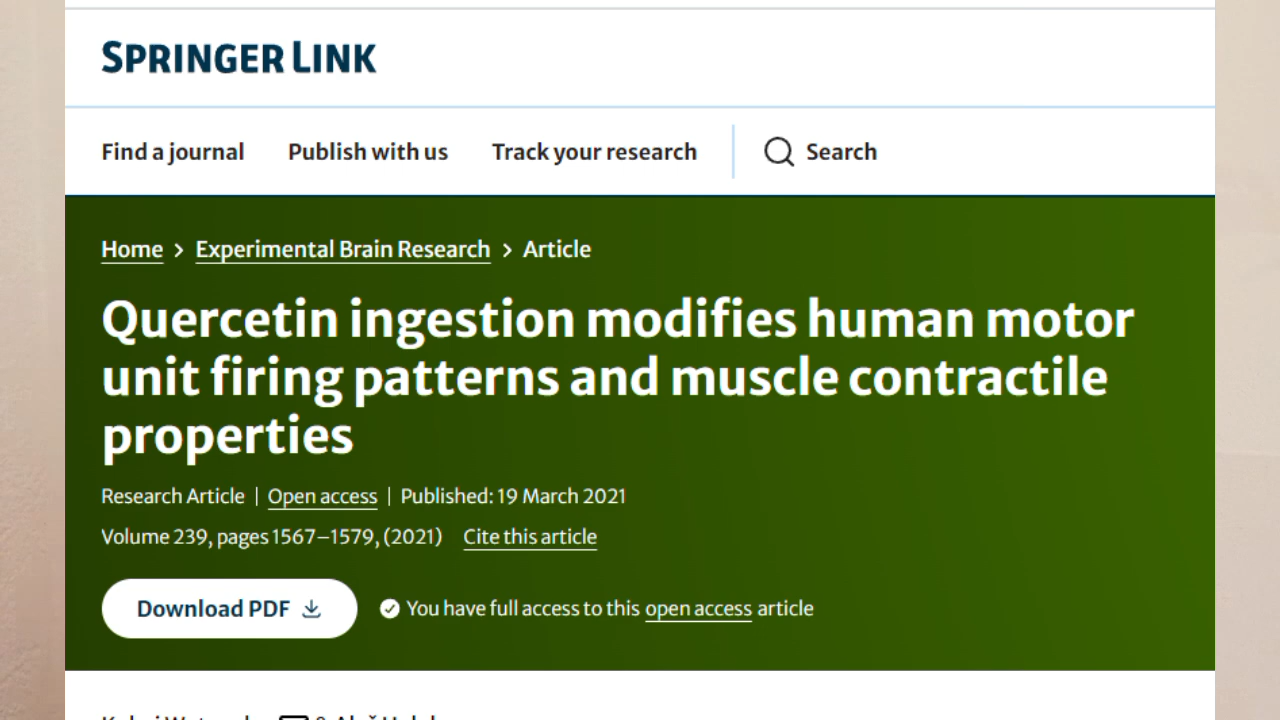 SPRINGER LINK
Find a journal Publish with us Track your research Search
Home > Experimental Brain Research > Article
Quercetin ingestion modifies human motor
unit firing patterns and muscle contractile
properties
Research Article | Open access | Published: 19 March 2021
Volume 239, pages 1567–1579, (2021) Cite this article
Download PDF You have full access to this open access article